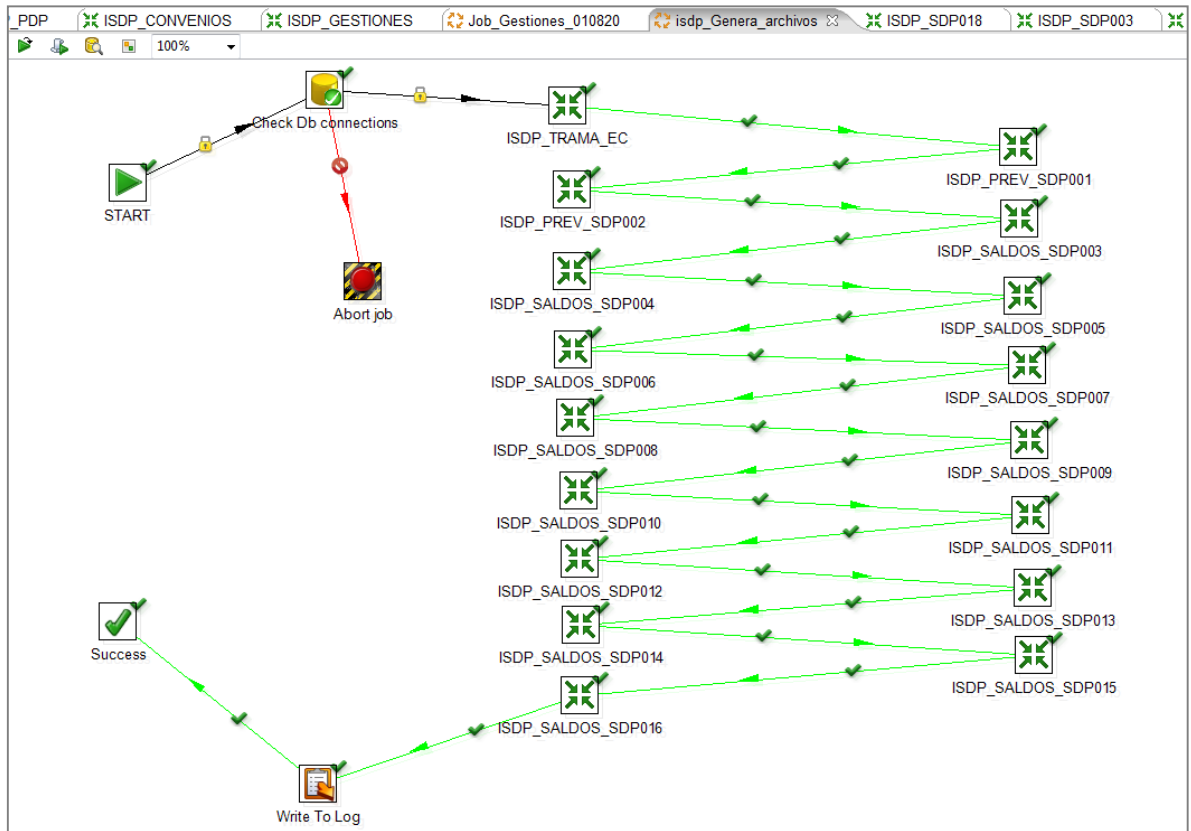 _PDP
ISDP_CONVENIOS
ISDP_GESTIONES
Job_Gestiones_010820
isdp_Genera_archivos
ISDP_SDP018
ISDP_SDP003
100%
Check Db connections
ISDP_TRAMA_EC
START
ISDP_PREV_SDP001
ISDP_PREV_SDP002
ISDP_SALDOS_SDP003
Abort job
ISDP_SALDOS_SDP004
ISDP_SALDOS_SDP005
ISDP_SALDOS_SDP006
ISDP_SALDOS_SDP007
ISDP_SALDOS_SDP008
ISDP_SALDOS_SDP009
ISDP_SALDOS_SDP010
ISDP_SALDOS_SDP011
ISDP_SALDOS_SDP012
ISDP_SALDOS_SDP013
Success
ISDP_SALDOS_SDP014
ISDP_SALDOS_SDP015
ISDP_SALDOS_SDP016
Write To Log